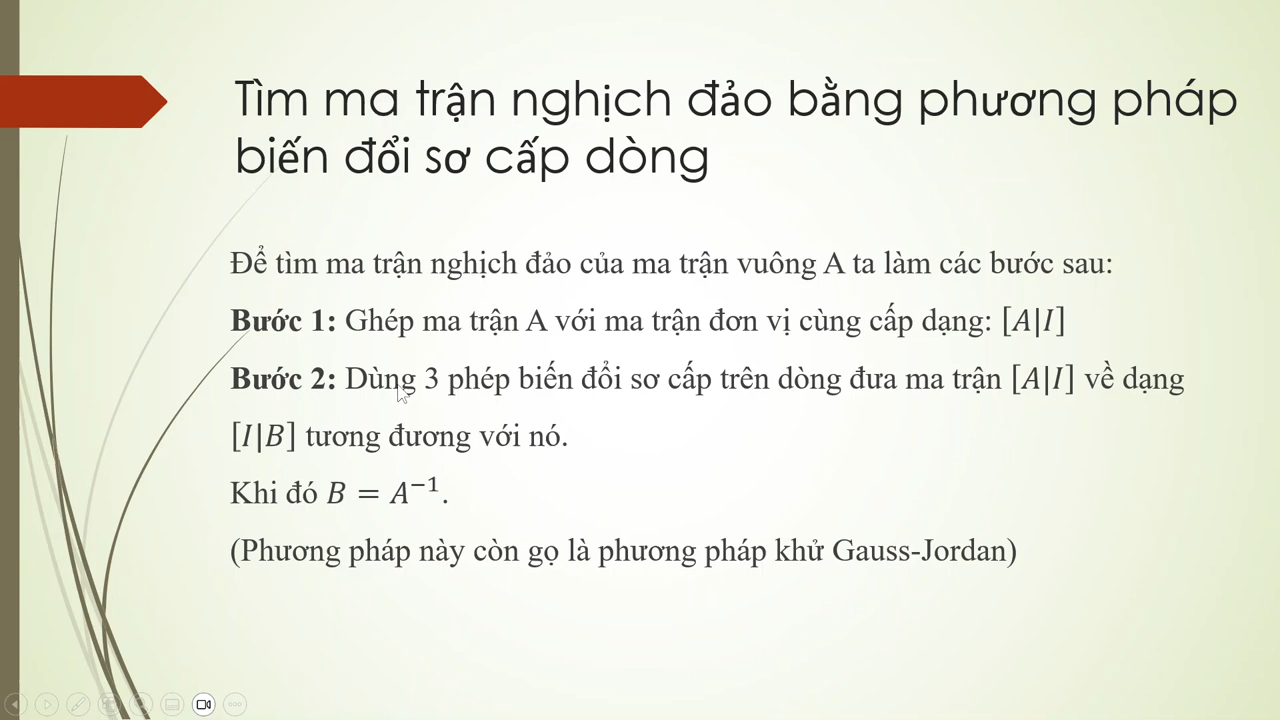 Tìm ma trận nghịch đảo bằng phương pháp
biến đổi sơ cấp dòng
Để tìm ma trận nghịch đảo của ma trận vuông A ta làm các bước sau:
Bước 1: Ghép ma trận A với ma trận đơn vị cùng cấp dạng: [A|I]
Bước 2: Dùng 3 phép biến đổi sơ cấp trên dòng đưa ma trận [A|I] về dạng
[I|B] tương đương với nó.
Khi đó B = A⁻¹.
(Phương pháp này còn gọ là phương pháp khử Gauss-Jordan)